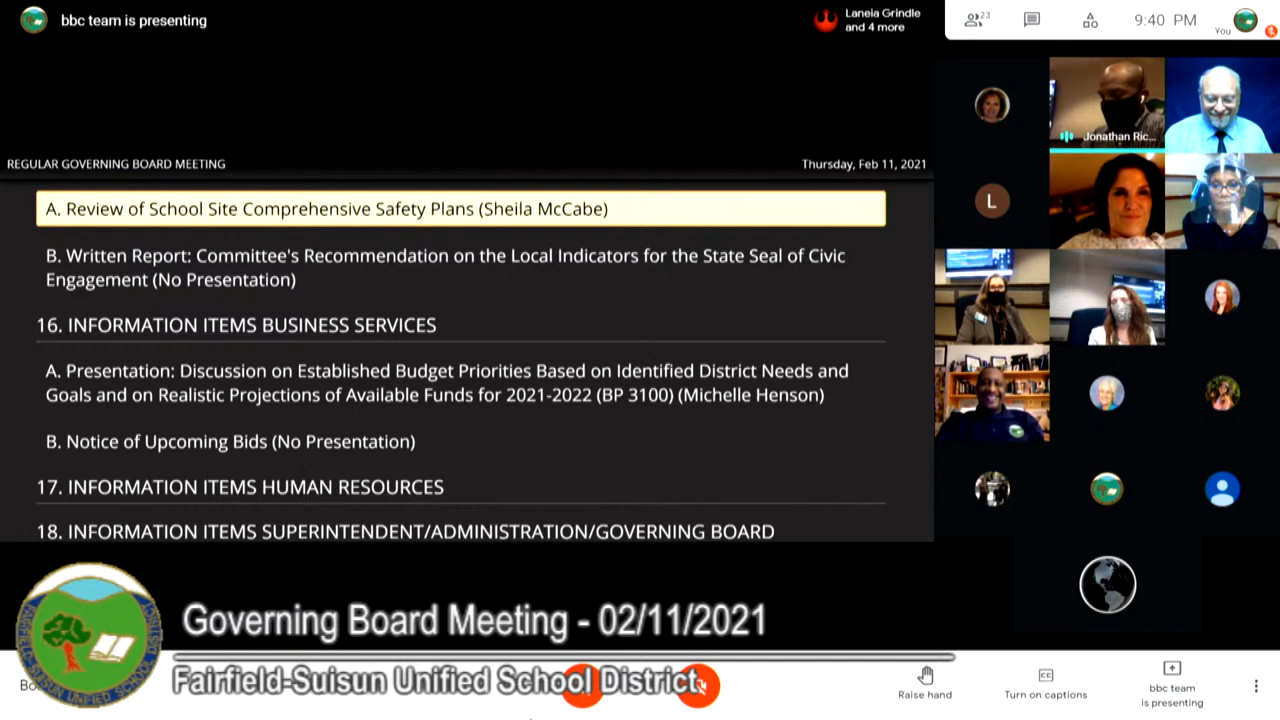 bbc team is presenting
Laneia Grindle
and 4 more
23
9:40 PM
You
REGULAR GOVERNING BOARD MEETING
Thursday, Feb 11, 2021
A. Review of School Site Comprehensive Safety Plans (Sheila McCabe)
B. Written Report: Committee's Recommendation on the Local Indicators for the State Seal of Civic
Engagement (No Presentation)
16. INFORMATION ITEMS BUSINESS SERVICES
A. Presentation: Discussion on Established Budget Priorities Based on Identified District Needs and
Goals and on Realistic Projections of Available Funds for 2021-2022 (BP 3100) (Michelle Henson)
B. Notice of Upcoming Bids (No Presentation)
17. INFORMATION ITEMS HUMAN RESOURCES
18. INFORMATION ITEMS SUPERINTENDENT/ADMINISTRATION/GOVERNING BOARD
Jonathan Ric...
L
FAIRFIELD-SUISUN UNIFIED SCHOOL DISTRICT
Governing Board Meeting - 02/11/2021
Fairfield-Suisun Unified School District
Raise hand
CC
Turn on captions
bbc team
is presenting